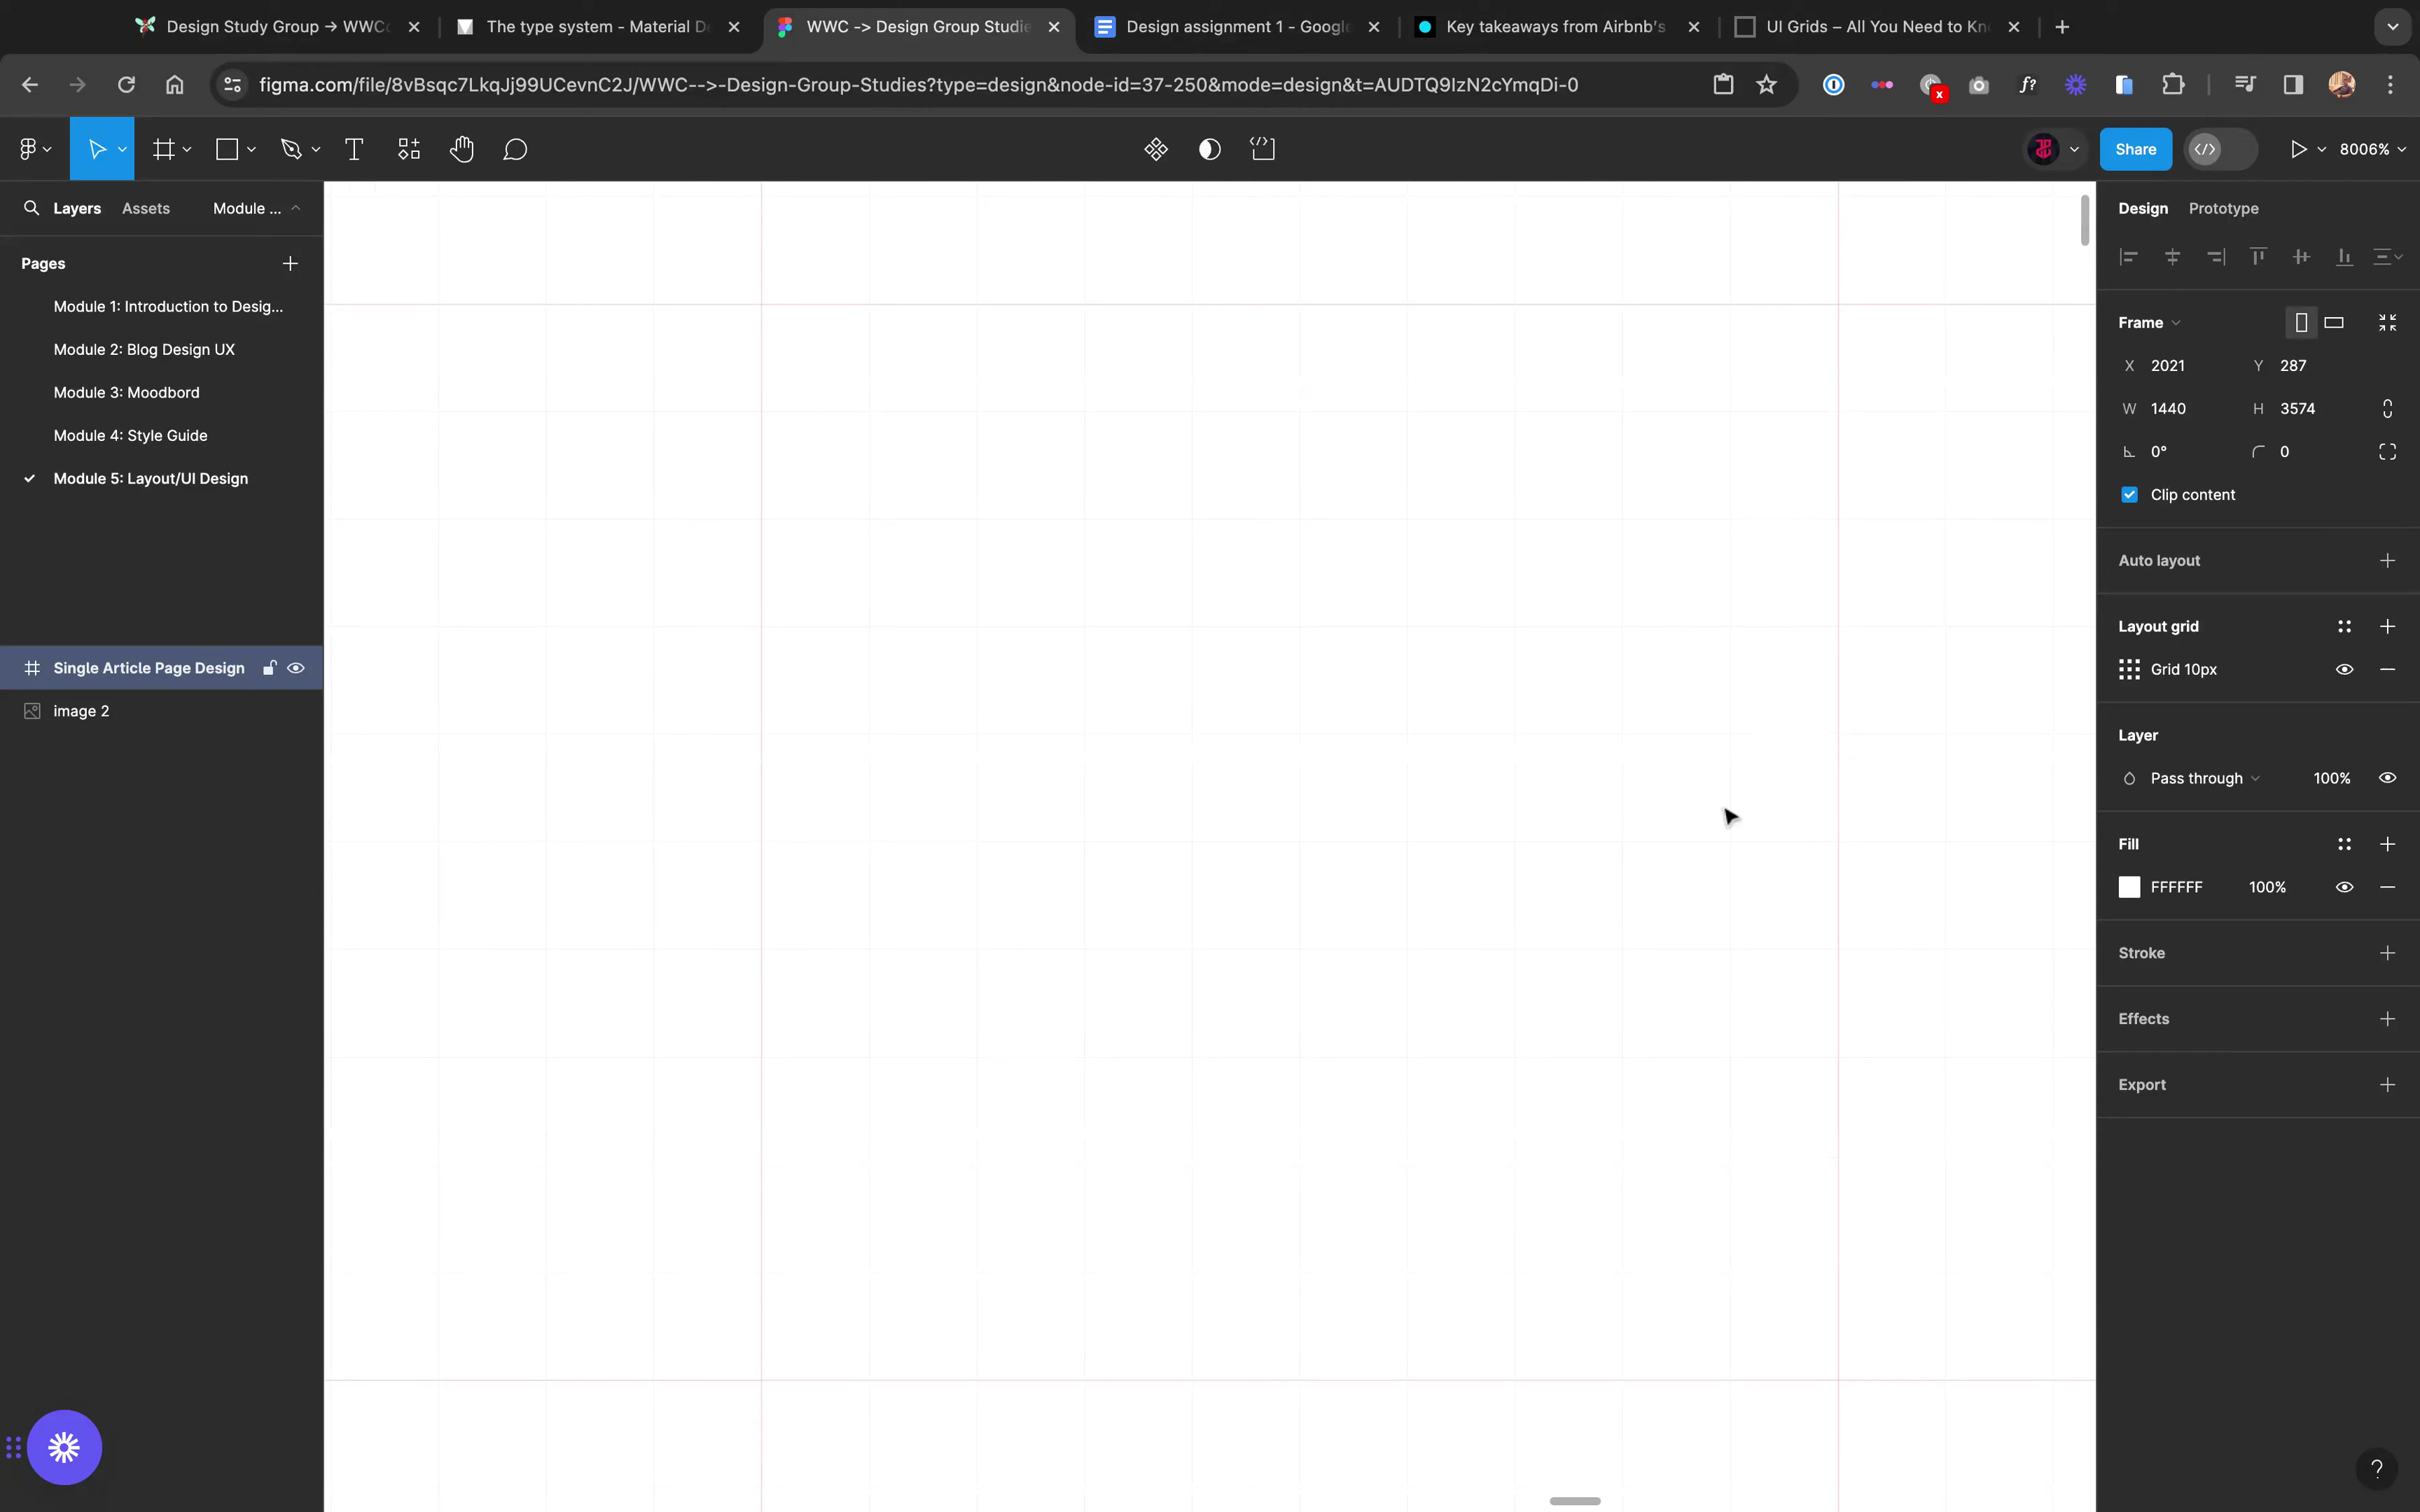 Design Study Group → WWCo
The type system - Material De
WWC -> Design Group Studie
Design assignment 1 - Google
Key takeaways from Airbnb's
UI Grids – All You Need to Kn
figma.com/file/8vBsqc7LkqJj99UCevnC2J/WWC-->-Design-Group-Studies?type=design&node-id=37-250&mode=design&t=AUDTQ9IzN2cYmqDi-0
x
f?
Share
8006%
Layers
Assets
Module ...
Pages
Module 1: Introduction to Desig...
Module 2: Blog Design UX
Module 3: Moodbord
Module 4: Style Guide
Module 5: Layout/UI Design
Single Article Page Design
image 2
Design
Prototype
Frame
X 2021 Y 287
W 1440 H 3574
0° 0
Clip content
Auto layout
Layout grid
Grid 10px
Layer
Pass through 100%
Fill
FFFFFF 100%
Stroke
Effects
Export
?